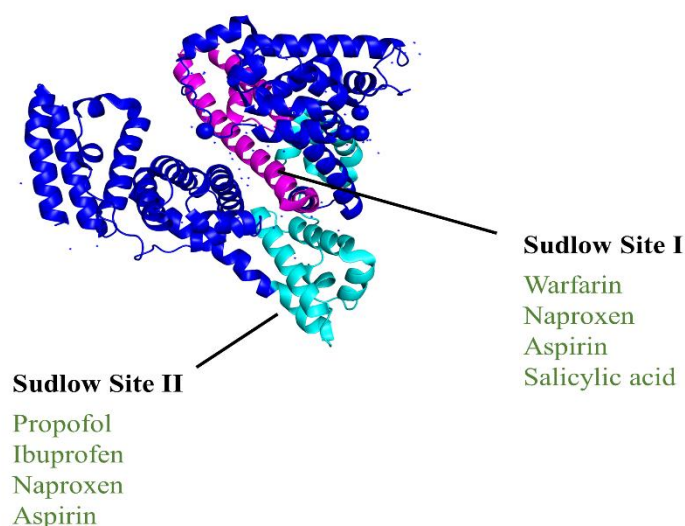 Sudlow Site I
Warfarin
Naproxen
Aspirin
Salicylic acid
Sudlow Site II
Propofol
Ibuprofen
Naproxen
Aspirin